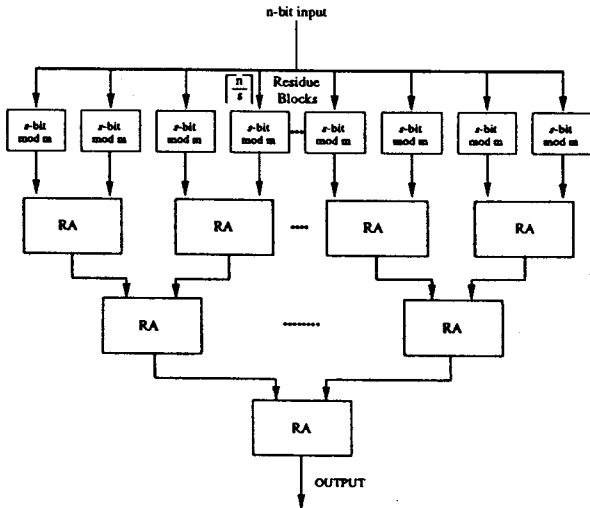 n-bit input
⌈n/s⌉ Residue
Blocks
s-bit
mod m
s-bit
mod m
s-bit
mod m
s-bit
mod m
s-bit
mod m
s-bit
mod m
s-bit
mod m
s-bit
mod m
RA
RA
RA
RA
RA
RA
RA
OUTPUT